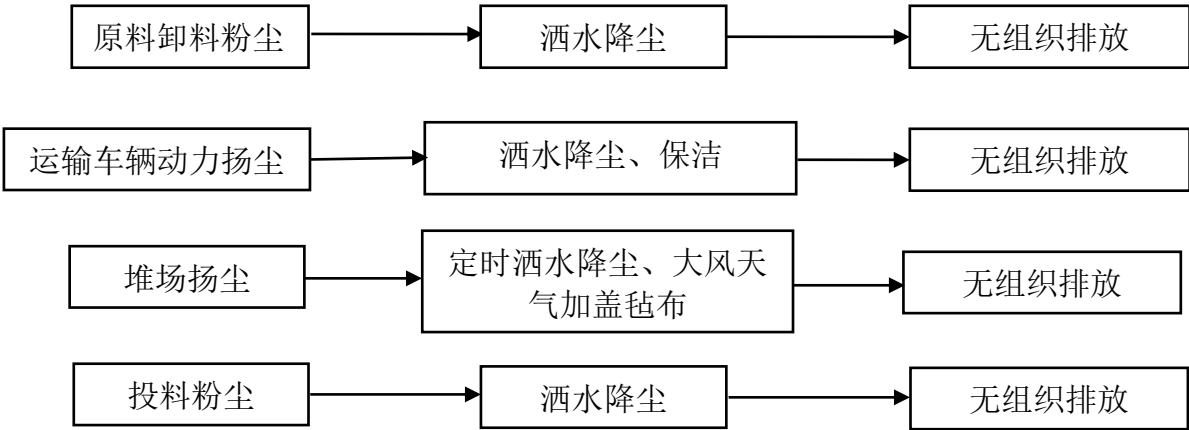 原料卸料粉尘
洒水降尘
无组织排放
运输车辆动力扬尘
洒水降尘、保洁
无组织排放
堆场扬尘
定时洒水降尘、大风天
气加盖毡布
无组织排放
投料粉尘
洒水降尘
无组织排放